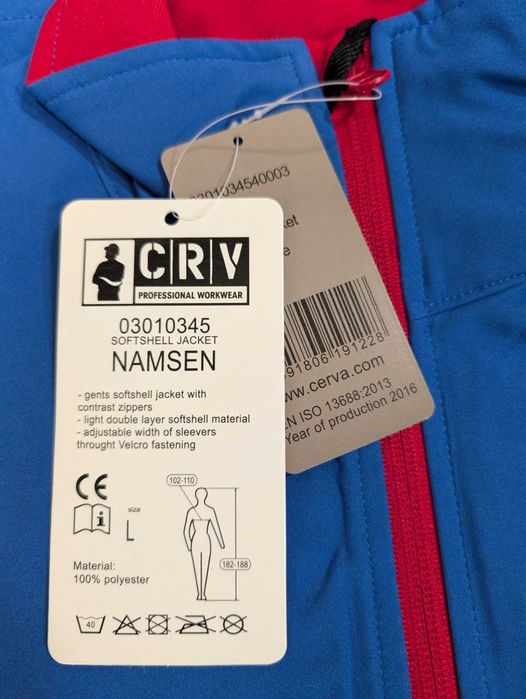 CRV
PROFESSIONAL WORKWEAR
03010345
SOFTSHELL JACKET
NAMSEN
- gents softshell jacket with
contrast zippers
- light double layer softshell material
- adjustable width of sleevers
throught Velcro fastening
CE
i
size
L
102-110
182-188
Material:
100% polyester
40
0301034540003
91806 191228
www.cerva.com
EN ISO 13688:2013
Year of production 2016